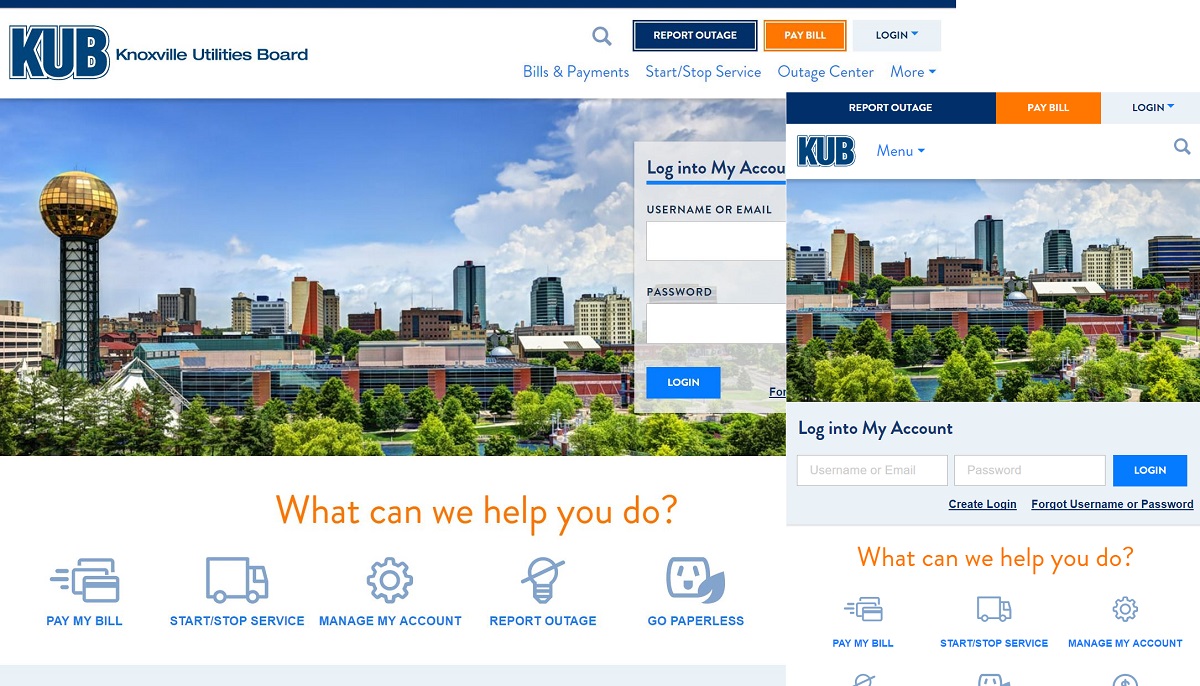 KUB Knoxville Utilities Board
REPORT OUTAGE PAY BILL LOGIN
Bills & Payments Start/Stop Service Outage Center More
Log into My Accou
USERNAME OR EMAIL
PASSWORD
LOGIN
For
What can we help you do?
PAY MY BILL START/STOP SERVICE MANAGE MY ACCOUNT REPORT OUTAGE GO PAPERLESS
REPORT OUTAGE PAY BILL LOGIN
KUB Menu
Log into My Account
Username or Email Password LOGIN
Create Login Forgot Username or Password
What can we help you do?
PAY MY BILL START/STOP SERVICE MANAGE MY ACCOUNT